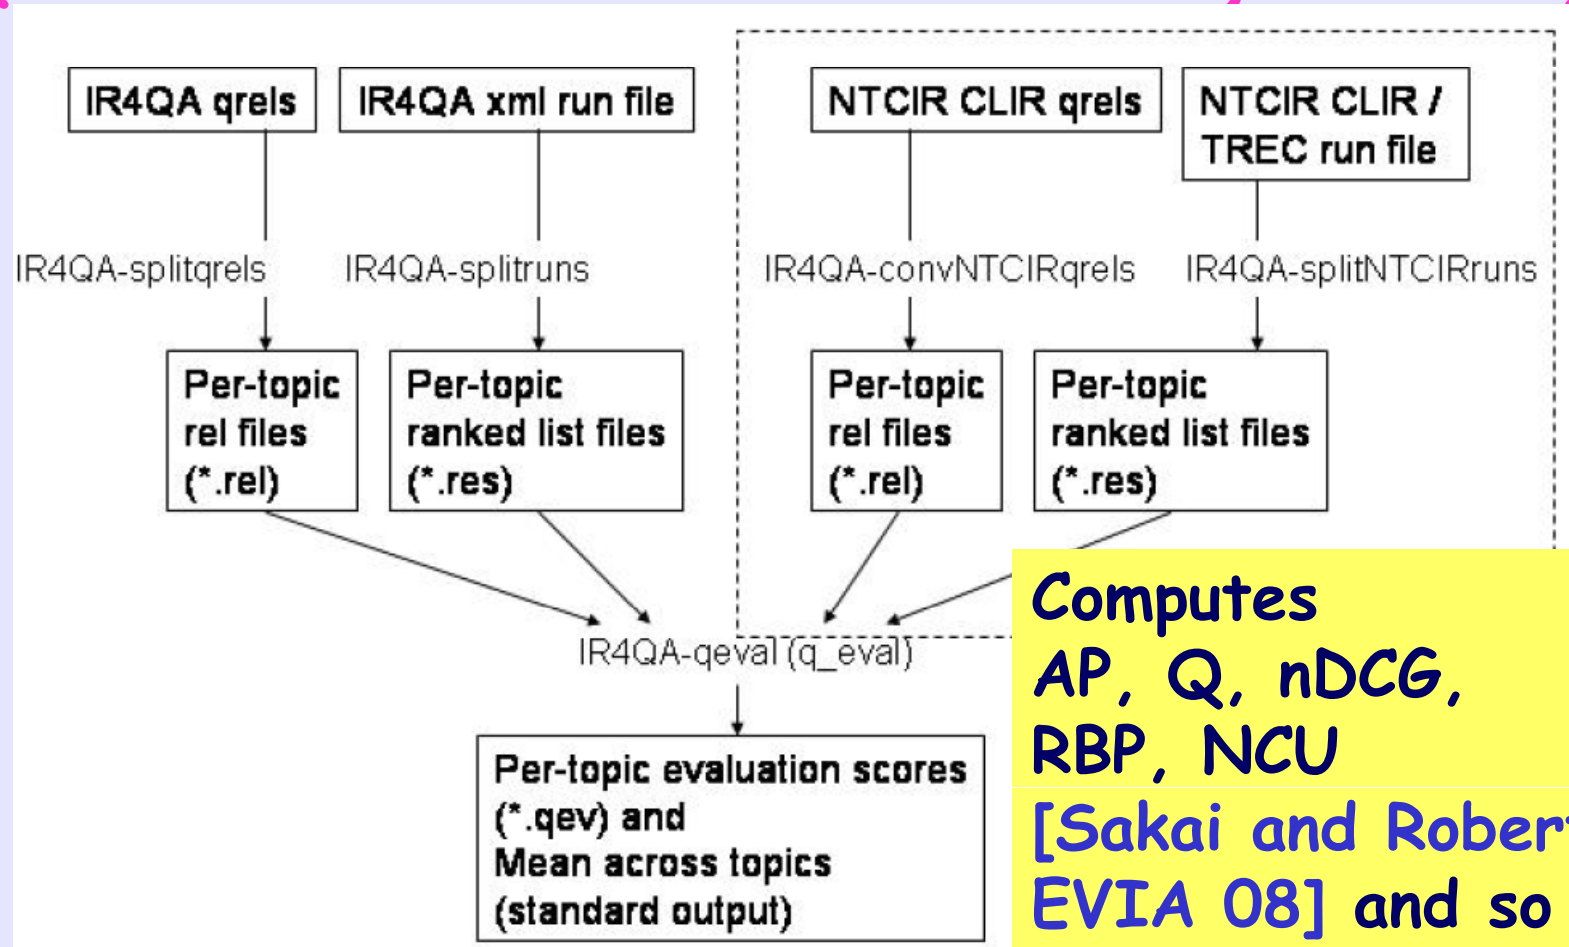 IR4QA qrels
IR4QA xml run file
NTCIR CLIR qrels
NTCIR CLIR /
TREC run file
IR4QA-splitqrels
IR4QA-splitruns
IR4QA-convNTCIRqrels
IR4QA-splitNTCIRruns
Per-topic
rel files
(*.rel)
Per-topic
ranked list files
(*.res)
Per-topic
rel files
(*.rel)
Per-topic
ranked list files
(*.res)
IR4QA-qeval (q_eval)
Per-topic evaluation scores
(*.qev) and
Mean across topics
(standard output)
Computes
AP, Q, nDCG,
RBP, NCU
[Sakai and
EVIA 08] and so